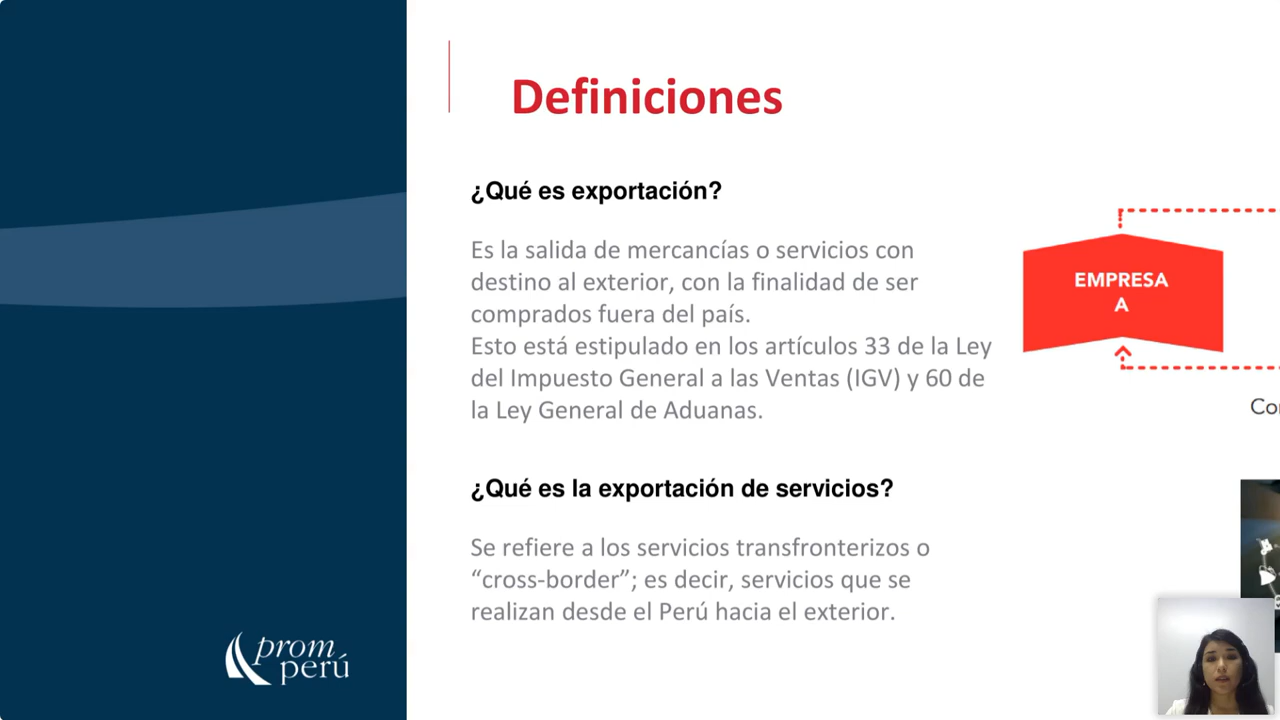 Definiciones
¿Qué es exportación?
Es la salida de mercancías o servicios con
destino al exterior, con la finalidad de ser
comprados fuera del país.
Esto está estipulado en los artículos 33 de la Ley
del Impuesto General a las Ventas (IGV) y 60 de
la Ley General de Aduanas.
¿Qué es la exportación de servicios?
Se refiere a los servicios transfronterizos o
“cross-border”; es decir, servicios que se
realizan desde el Perú hacia el exterior.
EMPRESA
A
prom
perú